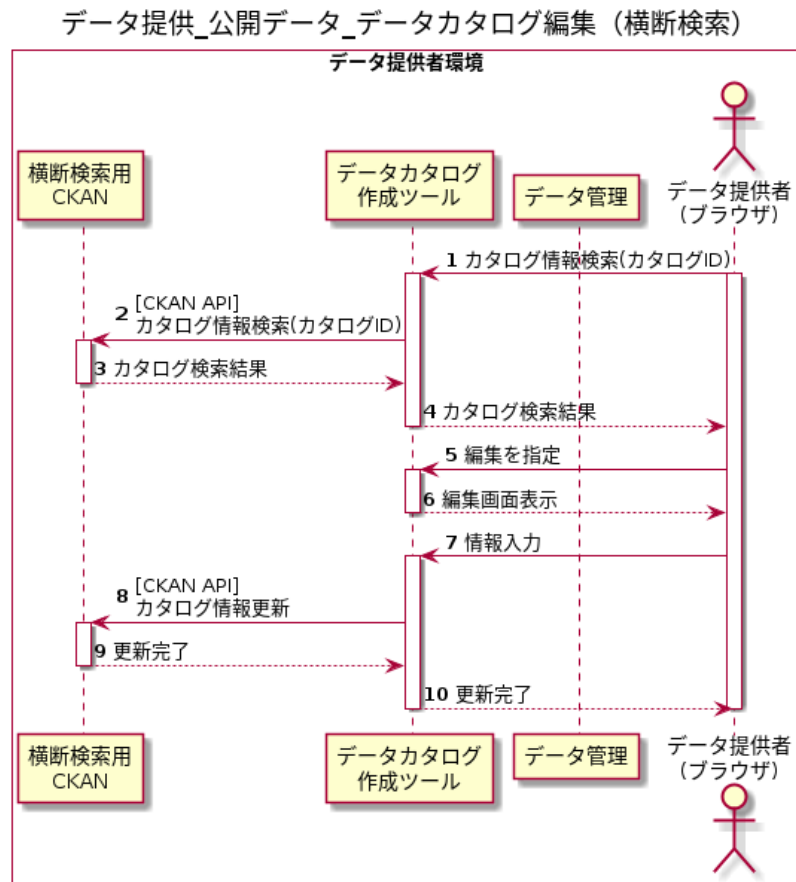 データ提供_公開データ_データカタログ編集（横断検索）
データ提供者環境
横断検索用
CKAN
データカタログ
作成ツール
データ管理
データ提供者
（ブラウザ）
1 カタログ情報検索(カタログID)
2 [CKAN API]
カタログ情報検索(カタログID)
3 カタログ検索結果
4 カタログ検索結果
5 編集を指定
6 編集画面表示
7 情報入力
8 [CKAN API]
カタログ情報更新
9 更新完了
10 更新完了
横断検索用
CKAN
データカタログ
作成ツール
データ管理
データ提供者
（ブラウザ）